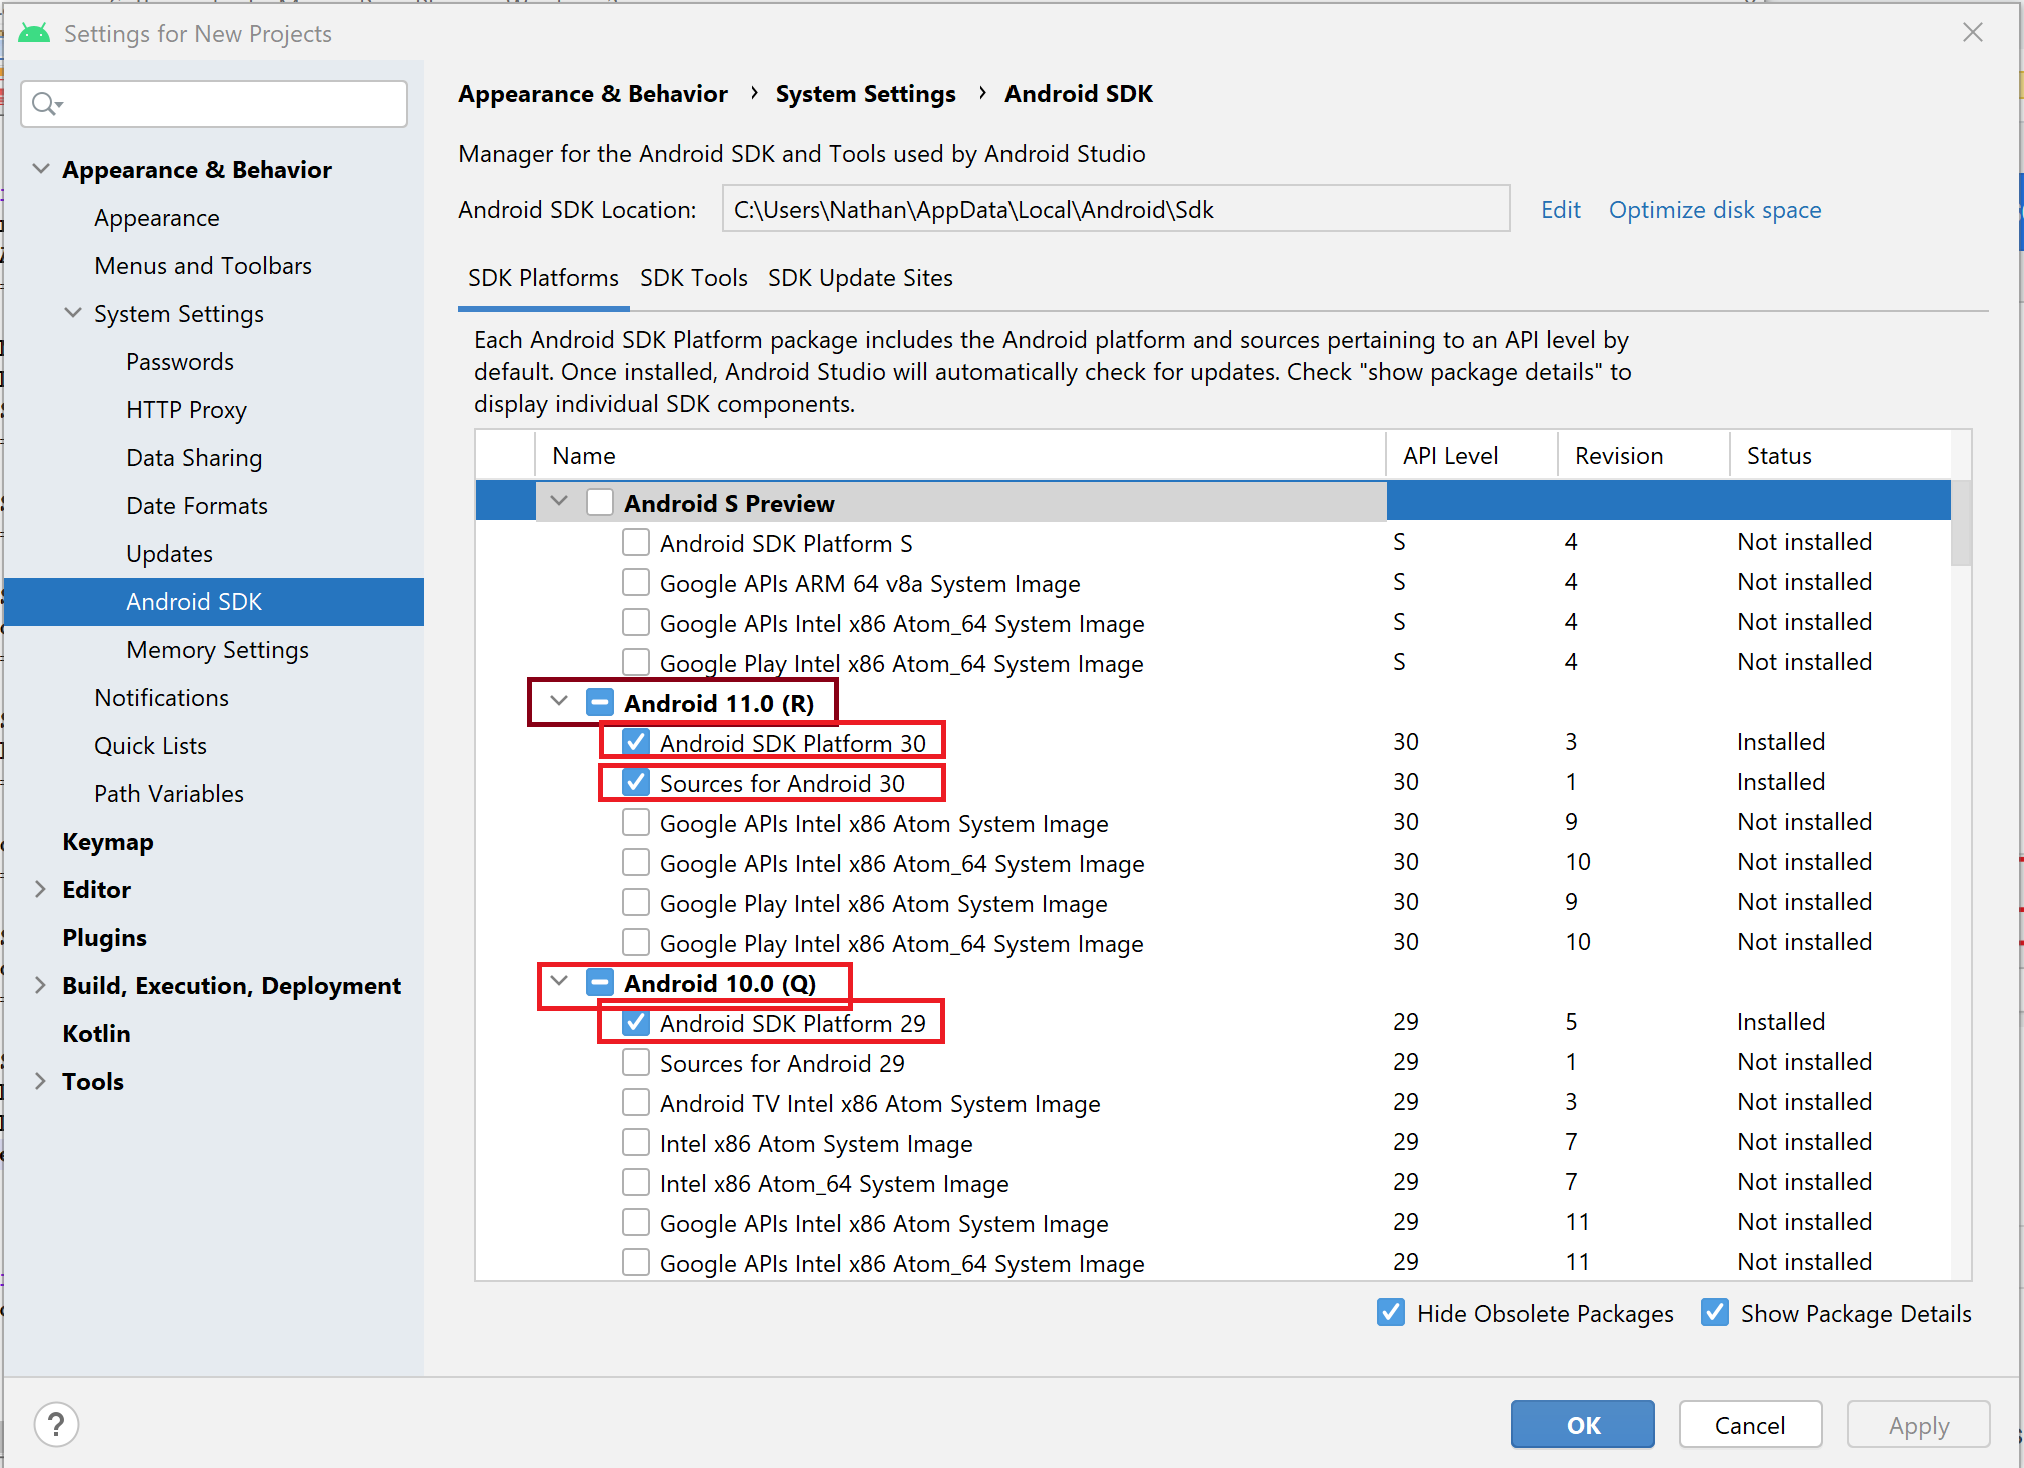 Settings for New Projects
Appearance & Behavior
Appearance
Menus and Toolbars
System Settings
Passwords
HTTP Proxy
Data Sharing
Date Formats
Updates
Android SDK
Memory Settings
Notifications
Quick Lists
Path Variables
Keymap
Editor
Plugins
Build, Execution, Deployment
Kotlin
Tools
Appearance & Behavior › System Settings › Android SDK
Manager for the Android SDK and Tools used by Android Studio
Android SDK Location: C:\Users\Nathan\AppData\Local\Android\Sdk Edit Optimize disk space
SDK Platforms SDK Tools SDK Update Sites
Each Android SDK Platform package includes the Android platform and sources pertaining to an API level by
default. Once installed, Android Studio will automatically check for updates. Check "show package details" to
display individual SDK components.
Name API Level Revision Status
Android S Preview
Android SDK Platform S S 4 Not installed
Google APIs ARM 64 v8a System Image S 4 Not installed
Google APIs Intel x86 Atom_64 System Image S 4 Not installed
Google Play Intel x86 Atom_64 System Image S 4 Not installed
Android 11.0 (R)
Android SDK Platform 30 30 3 Installed
Sources for Android 30 30 1 Installed
Google APIs Intel x86 Atom System Image 30 9 Not installed
Google APIs Intel x86 Atom_64 System Image 30 10 Not installed
Google Play Intel x86 Atom System Image 30 9 Not installed
Google Play Intel x86 Atom_64 System Image 30 10 Not installed
Android 10.0 (Q)
Android SDK Platform 29 29 5 Installed
Sources for Android 29 29 1 Not installed
Android TV Intel x86 Atom System Image 29 3 Not installed
Intel x86 Atom System Image 29 7 Not installed
Intel x86 Atom_64 System Image 29 7 Not installed
Google APIs Intel x86 Atom System Image 29 11 Not installed
Google APIs Intel x86 Atom_64 System Image 29 11 Not installed
Hide Obsolete Packages Show Package Details
? OK Cancel Apply